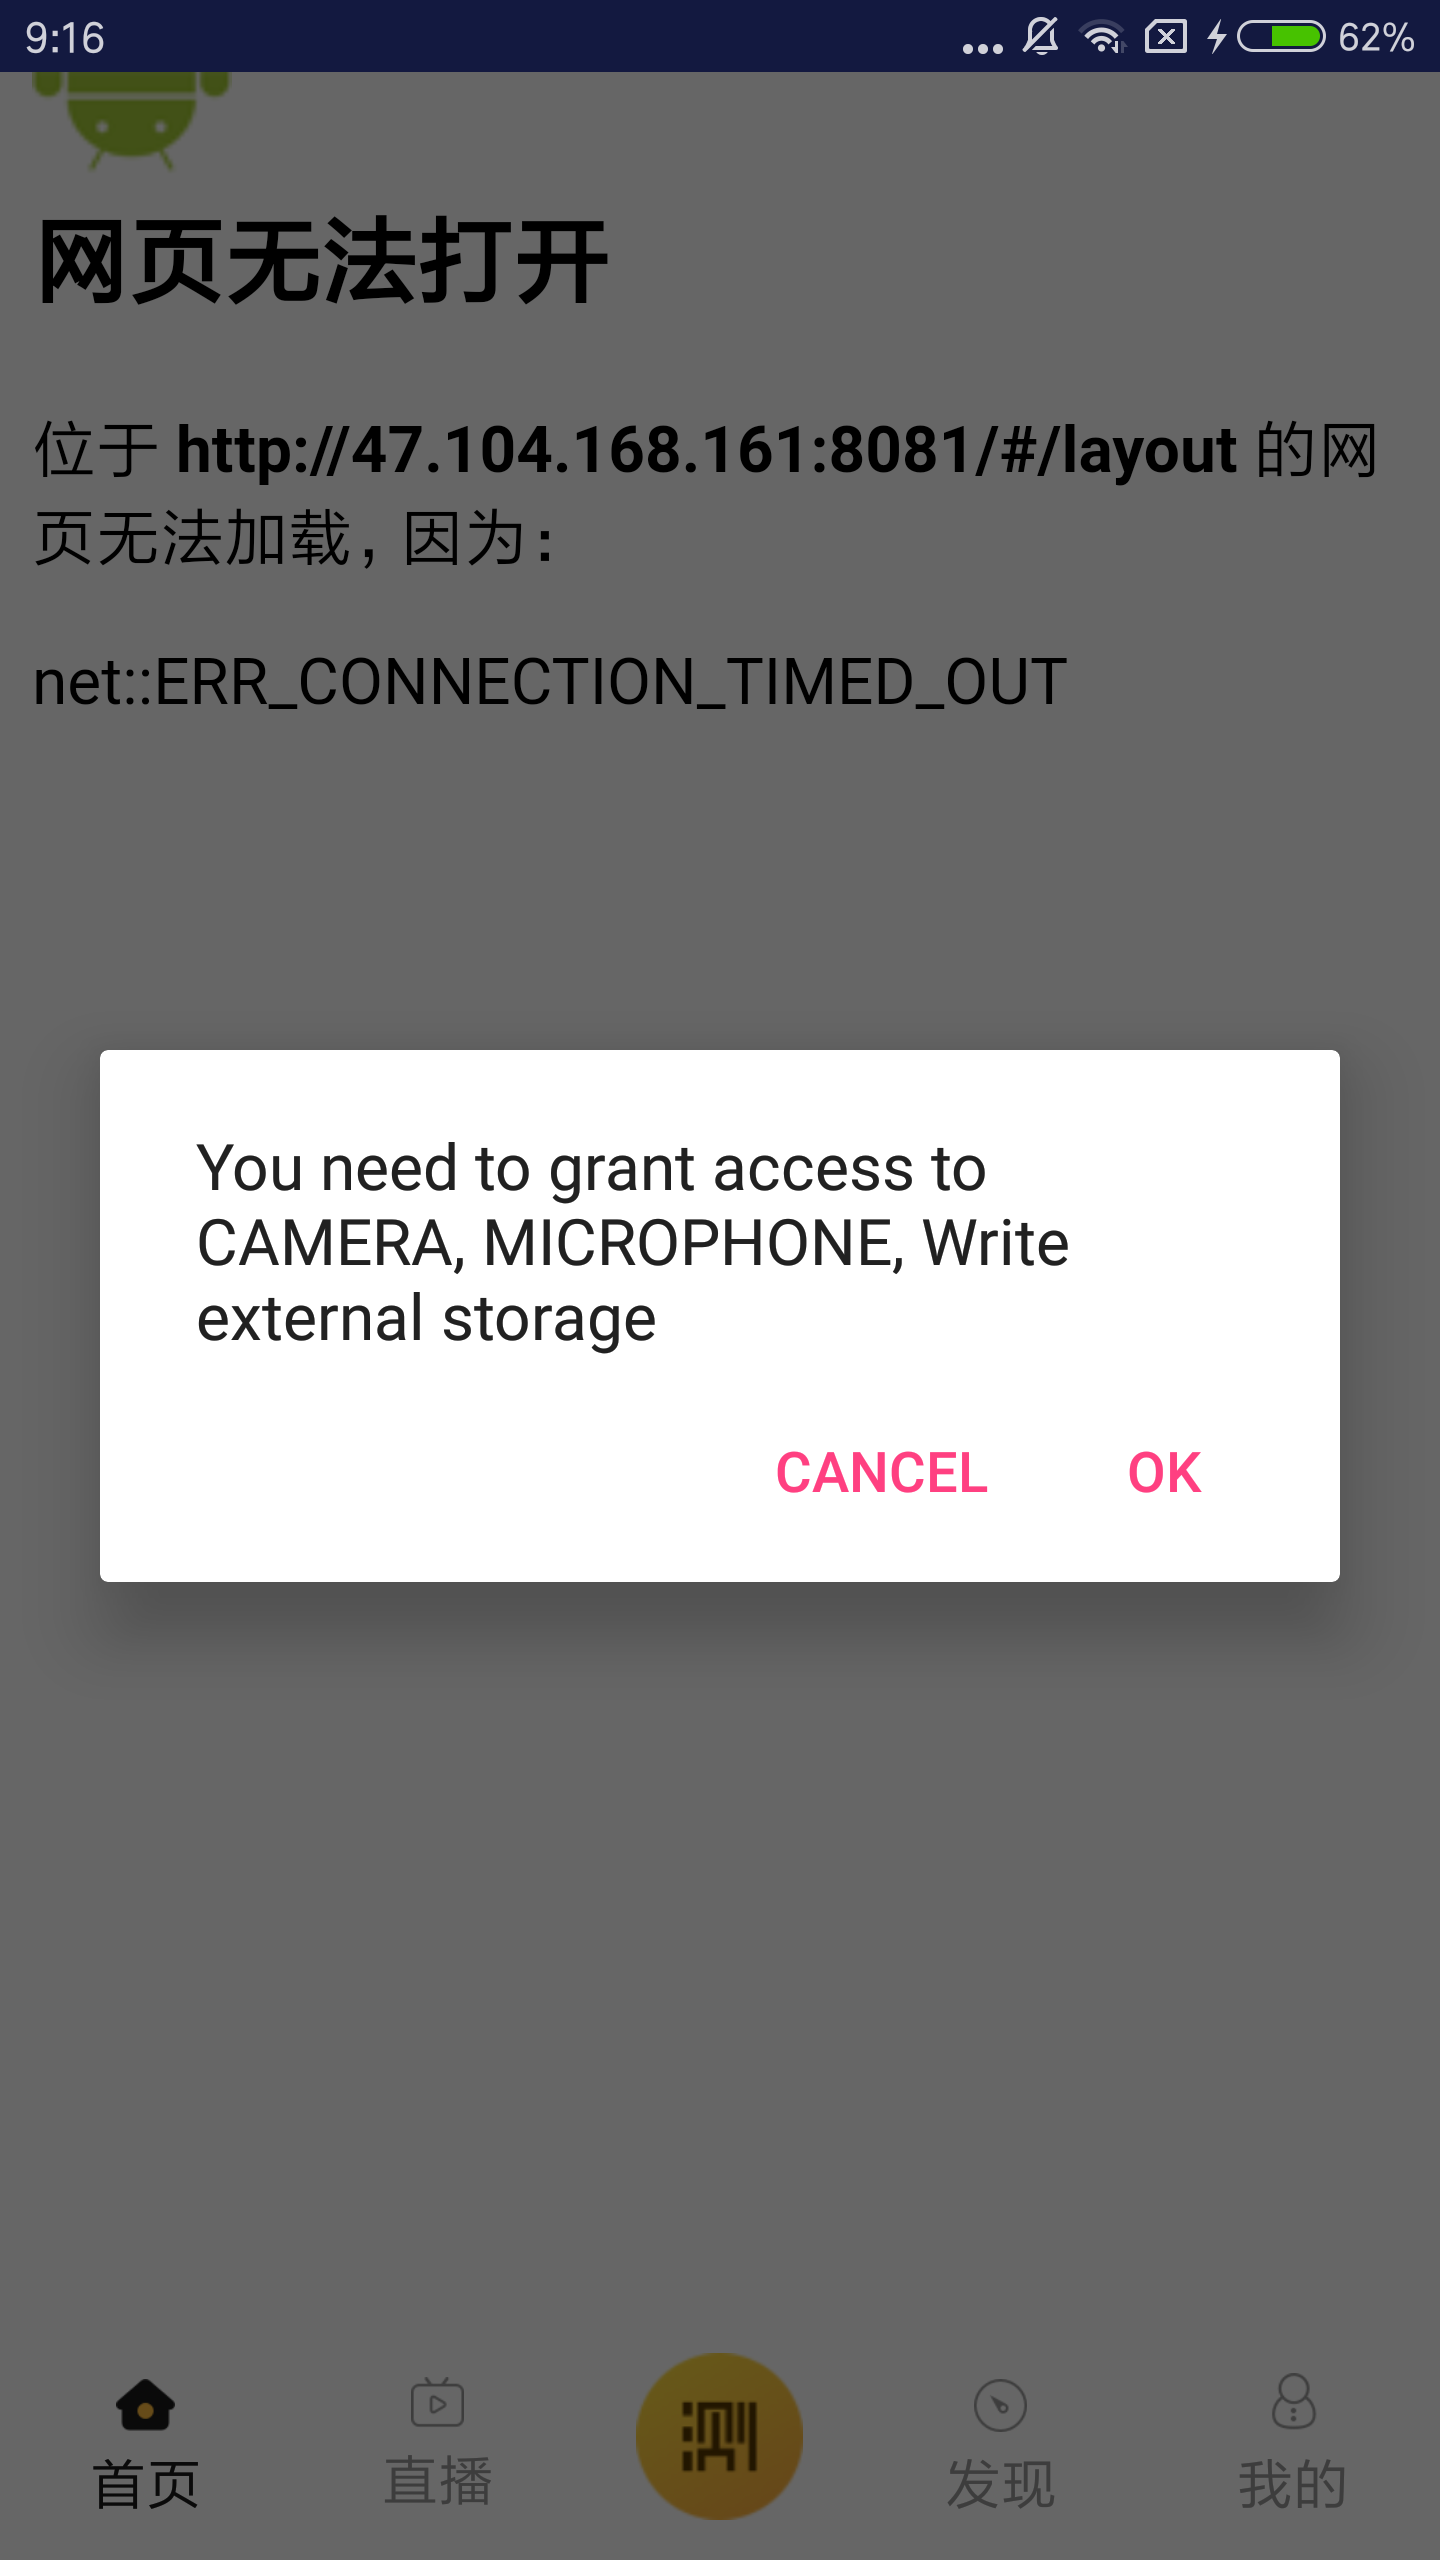 9:16
62%
网页无法打开
位于 http://47.104.168.161:8081/#/layout 的网
页无法加载，因为：
net::ERR_CONNECTION_TIMED_OUT
You need to grant access to
CAMERA, MICROPHONE, Write
external storage
CANCEL OK
测
首页 直播 发现 我的